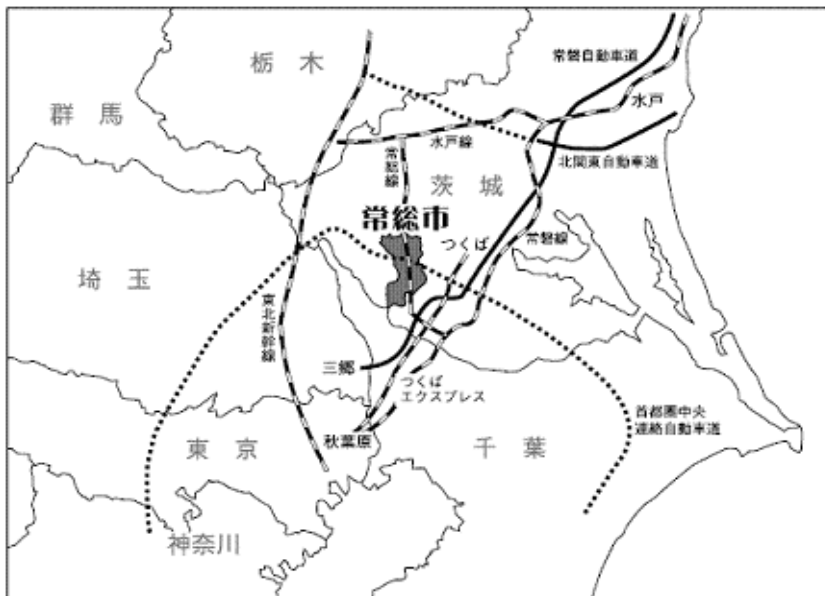 栃木
常磐自動車道
群馬
水戸
水戸線
常総線
北関東自動車道
茨城
常総市
つくば
常磐線
埼玉
東北新幹線
三郷
つくば
エクスプレス
首都圏中央
連絡自動車道
秋葉原
東京
千葉
神奈川